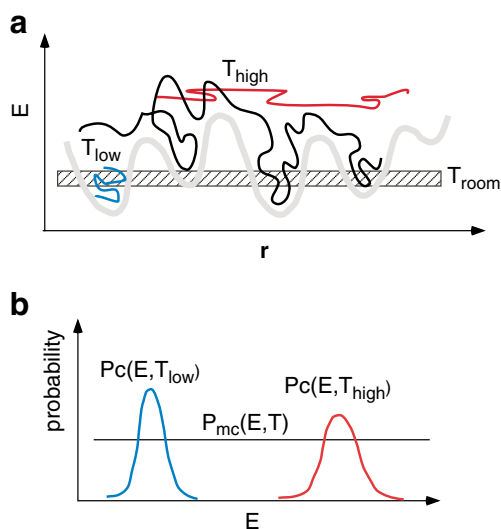 a
E
T_high
T_low
T_room
r
b
probability
Pc(E,T_low)
Pc(E,T_high)
P_mc(E,T)
E